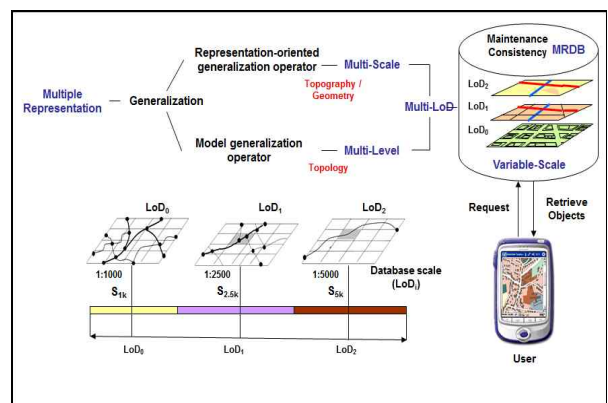 Multiple
Representation
Generalization
Representation-oriented
generalization operator
Multi-Scale
Topography /
Geometry
Model generalization
operator
Multi-Level
Topology
Multi-LoD
Maintenance
Consistency MRDB
LoD2
LoD1
LoD0
Variable-Scale
Request
Retrieve
Objects
User
LoD0
LoD1
LoD2
1:1000
1:2500
1:5000
Database scale
(LoDi)
S1k
S2.5k
S5k
LoD0
LoD1
LoD2